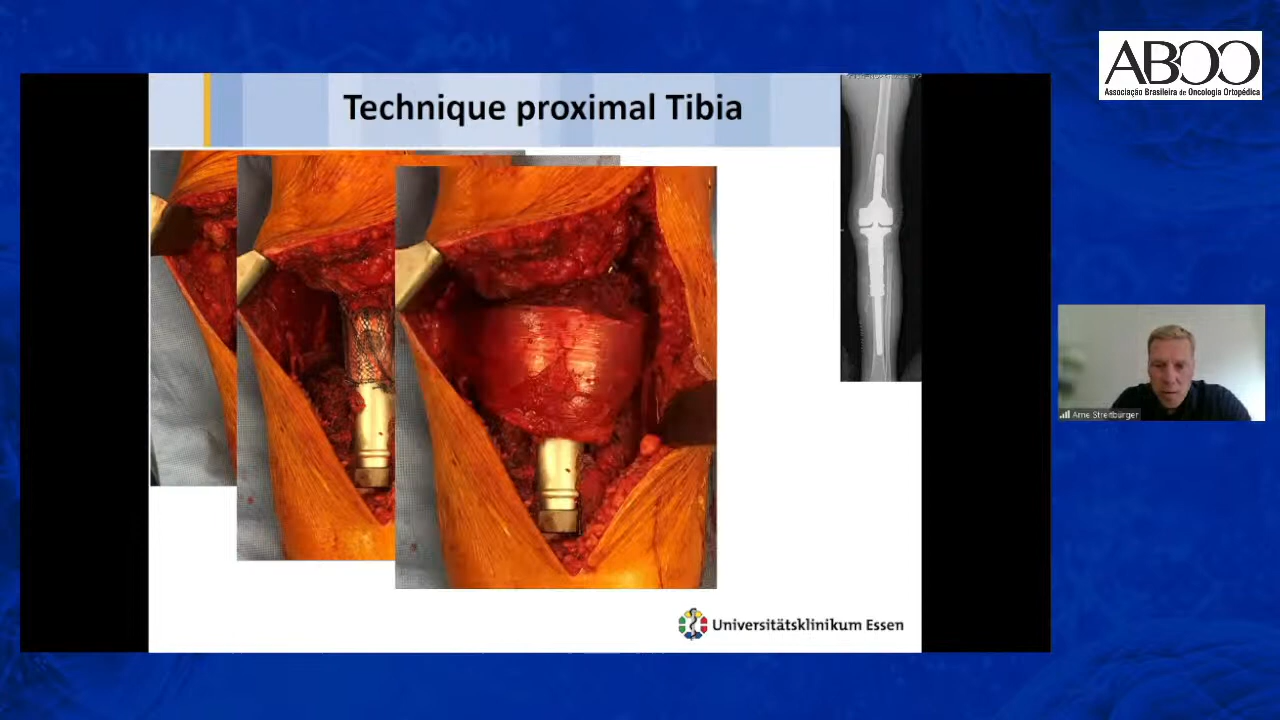 ABOO
Associação Brasileira de Oncologia Ortopédica
Technique proximal Tibia
Arne Streitbürger
Universitätsklinikum Essen